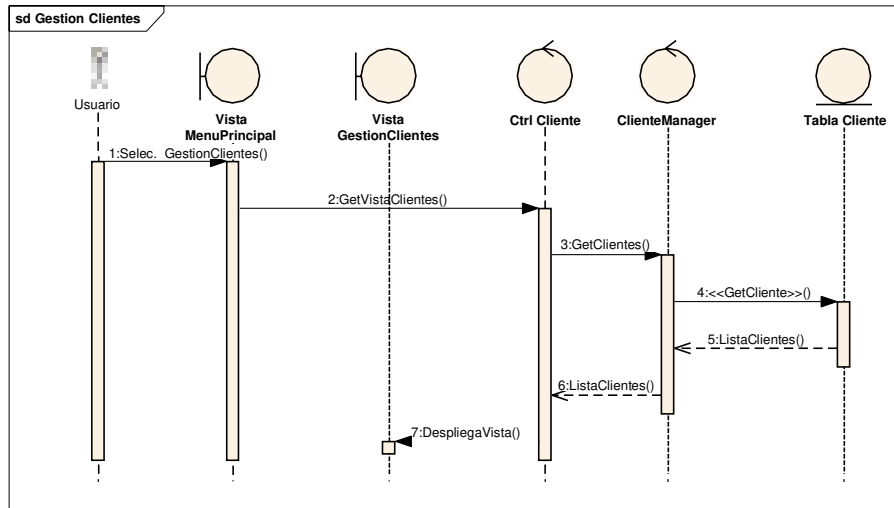 sd Gestion Clientes
Usuario
Vista
MenuPrincipal
Vista
GestionClientes
Ctrl Cliente
ClienteManager
Tabla Cliente
1:Selec. GestionClientes()
2:GetVistaClientes()
3:GetClientes()
4:<<GetCliente>>()
5:ListaClientes()
6:ListaClientes()
7:DespliegaVista()